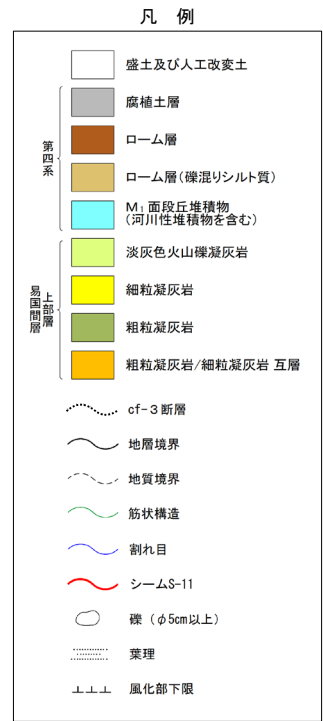 凡 例
盛土及び人工改変土
第四系
腐植土層
ローム層
ローム層(礫混りシルト質)
M₁面段丘堆積物
(河川性堆積物を含む)
易国間層
上部層
淡灰色火山礫凝灰岩
細粒凝灰岩
粗粒凝灰岩
粗粒凝灰岩/細粒凝灰岩 互層
cf-3断層
地層境界
地質境界
筋状構造
割れ目
シームS-11
礫(φ5cm以上)
葉理
風化部下限